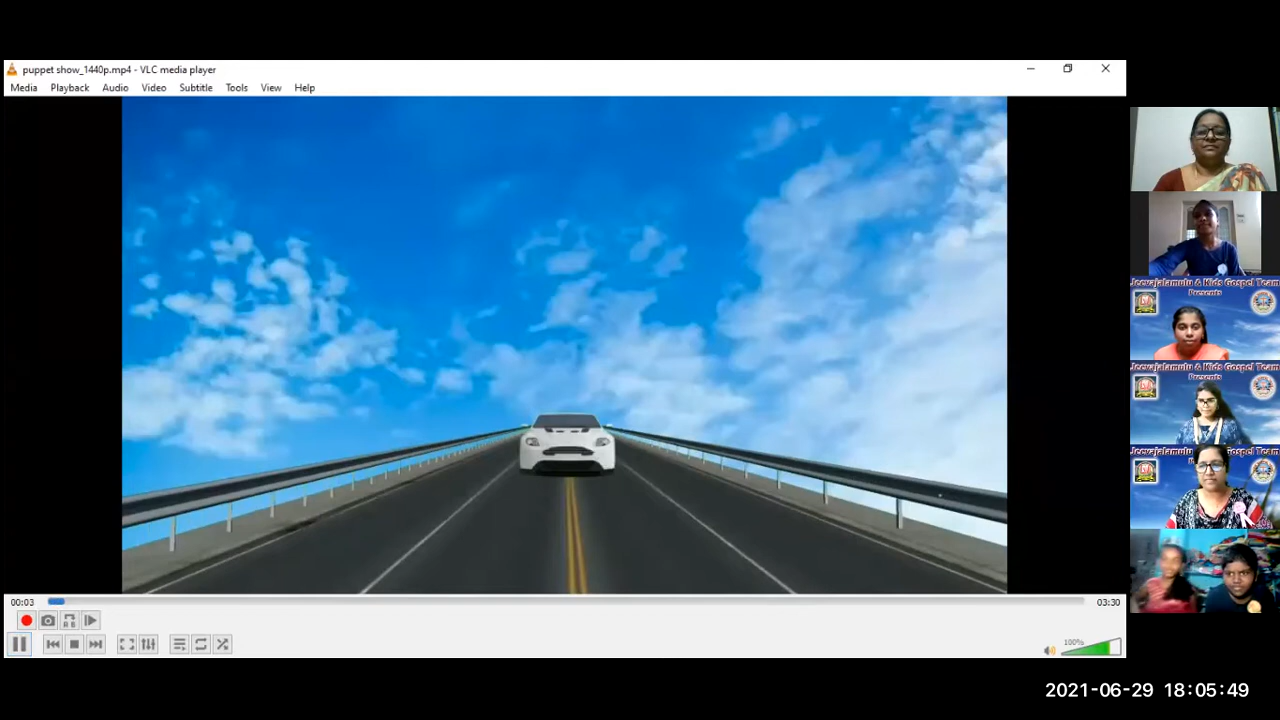 puppet show_1440p.mp4 - VLC media player
Media Playback Audio Video Subtitle Tools View Help
Jeevajalamulu & Kids Gospel Team
Presents
Jeevajalamulu & Kids Gospel Team
Presents
Jeevajalamulu & Kids Gospel Team
00:03
03:30
100%
2021-06-29 18:05:49